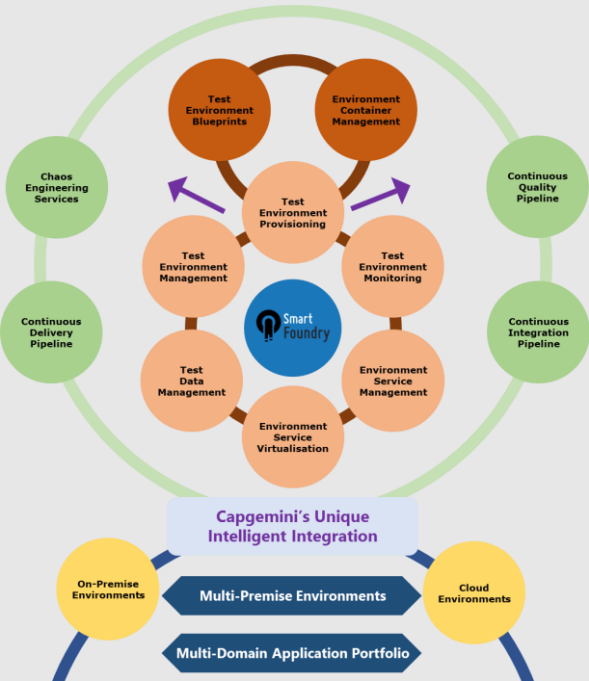 Test
Environment
Blueprints
Environment
Container
Management
Chaos
Engineering
Services
Continuous
Quality
Pipeline
Test
Environment
Provisioning
Test
Environment
Management
Test
Environment
Monitoring
Smart
Foundry
Continuous
Delivery
Pipeline
Continuous
Integration
Pipeline
Test
Data
Management
Environment
Service
Management
Environment
Service
Virtualisation
Capgemini's Unique
Intelligent Integration
On-Premise
Environments
Multi-Premise Environments
Cloud
Environments
Multi-Domain Application Portfolio